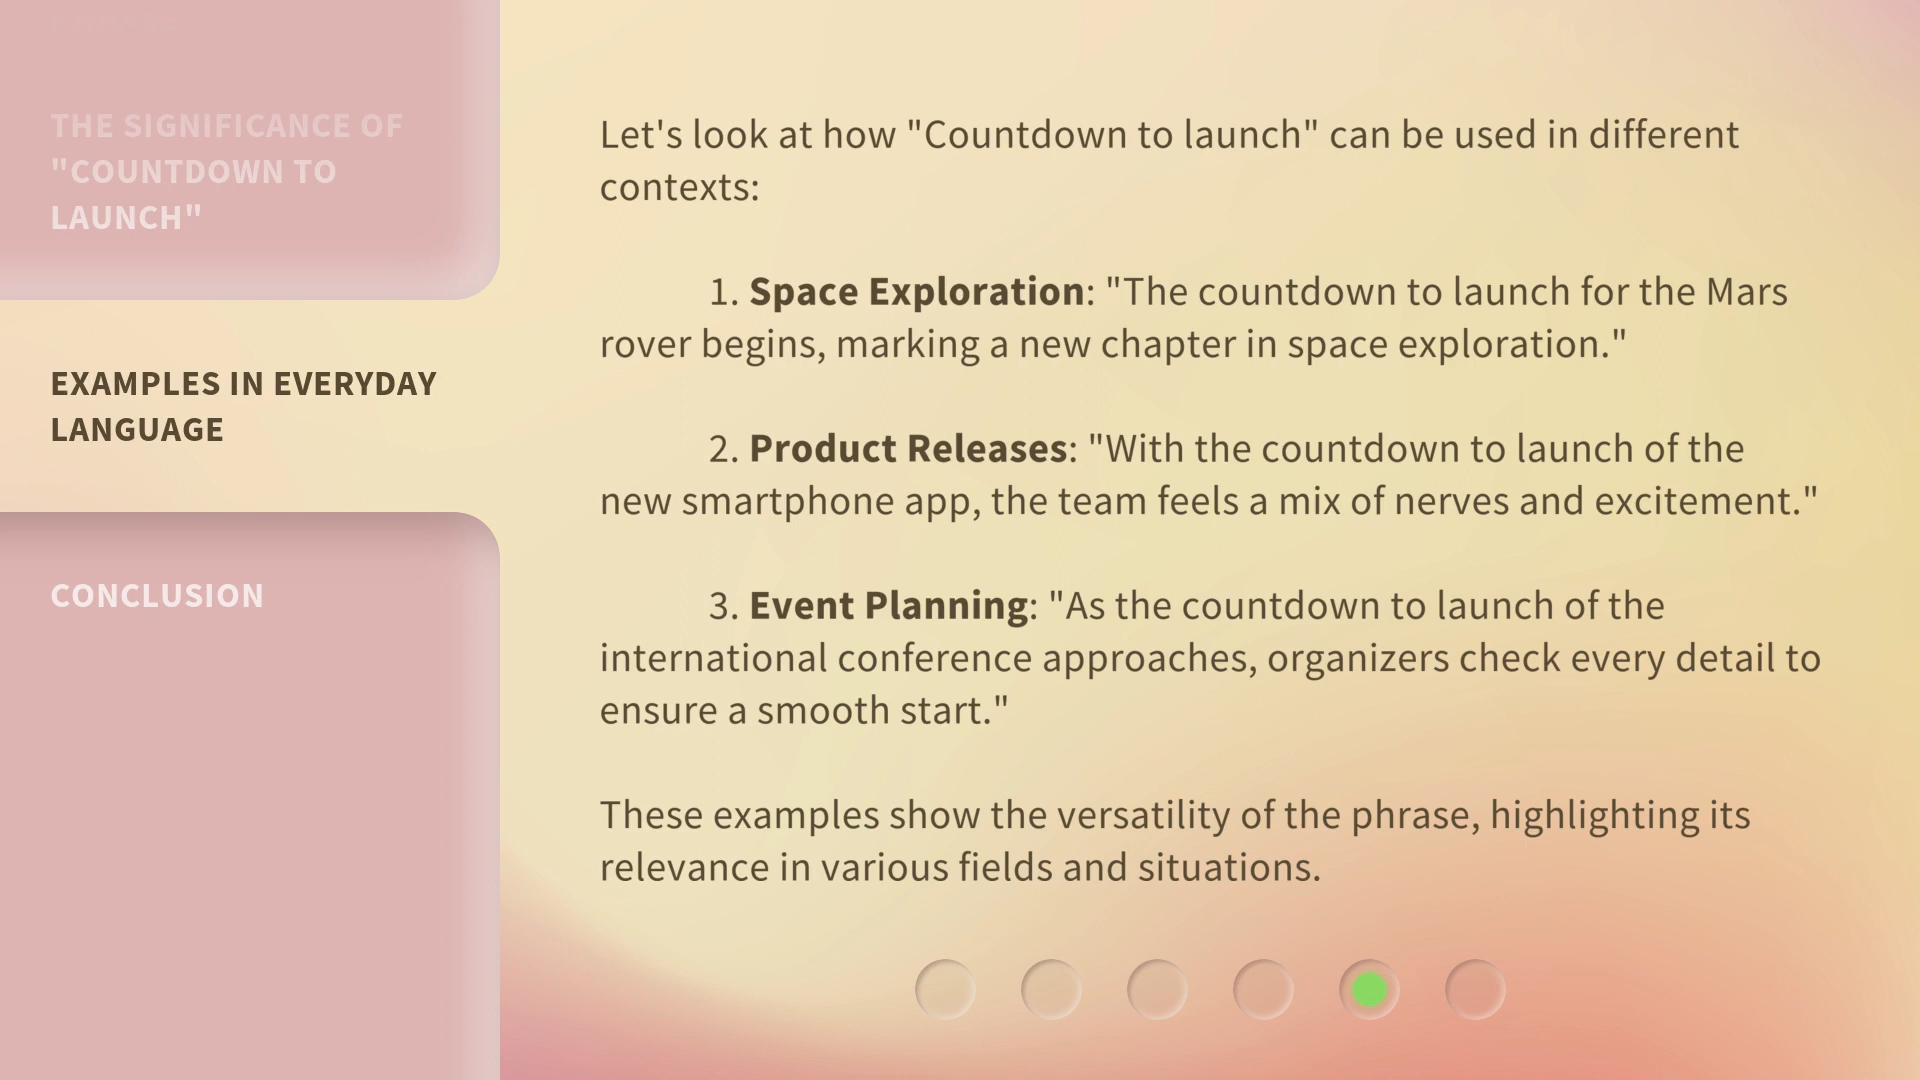 THE SIGNIFICANCE OF
"COUNTDOWN TO
LAUNCH"
EXAMPLES IN EVERYDAY
LANGUAGE
CONCLUSION
Let's look at how "Countdown to launch" can be used in different
contexts:
1. Space Exploration: "The countdown to launch for the Mars
rover begins, marking a new chapter in space exploration."
2. Product Releases: "With the countdown to launch of the
new smartphone app, the team feels a mix of nerves and excitement."
3. Event Planning: "As the countdown to launch of the
international conference approaches, organizers check every detail to
ensure a smooth start."
These examples show the versatility of the phrase, highlighting its
relevance in various fields and situations.